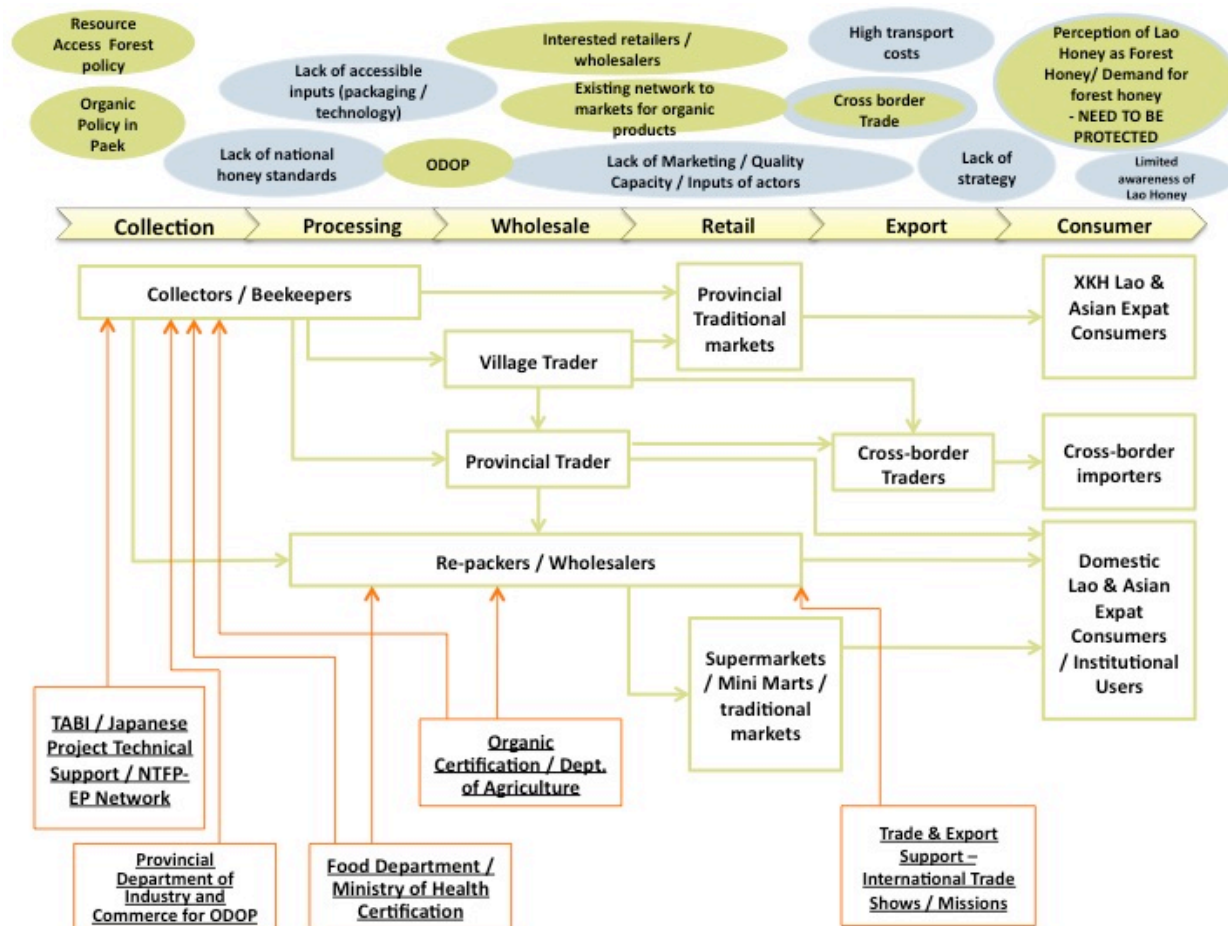 Resource
Access Forest
policy
Organic
Policy in
Paek
Lack of accessible
inputs (packaging /
technology)
Lack of national
honey standards
ODOP
Interested retailers /
wholesalers
Existing network to
markets for organic
products
Lack of Marketing / Quality
Capacity / Inputs of actors
High transport
costs
Cross border
Trade
Lack of
strategy
Perception of Lao
Honey as Forest
Honey/ Demand for
forest honey
- NEED TO BE
PROTECTED
Limited
awareness of
Lao Honey
Collection
Processing
Wholesale
Retail
Export
Consumer
Collectors / Beekeepers
Provincial
Traditional
markets
XKH Lao &
Asian Expat
Consumers
Village Trader
Provincial Trader
Cross-border
Traders
Cross-border
importers
Re-packers / Wholesalers
Domestic
Lao & Asian
Expat
Consumers
/ Institutional
Users
Supermarkets
/ Mini Marts /
traditional
markets
TABI / Japanese
Project Technical
Support / NTFP-
EP Network
Organic
Certification / Dept.
of Agriculture
Provincial
Department of
Industry and
Commerce for ODOP
Food Department /
Ministry of Health
Certification
Trade & Export
Support –
International Trade
Shows / Missions